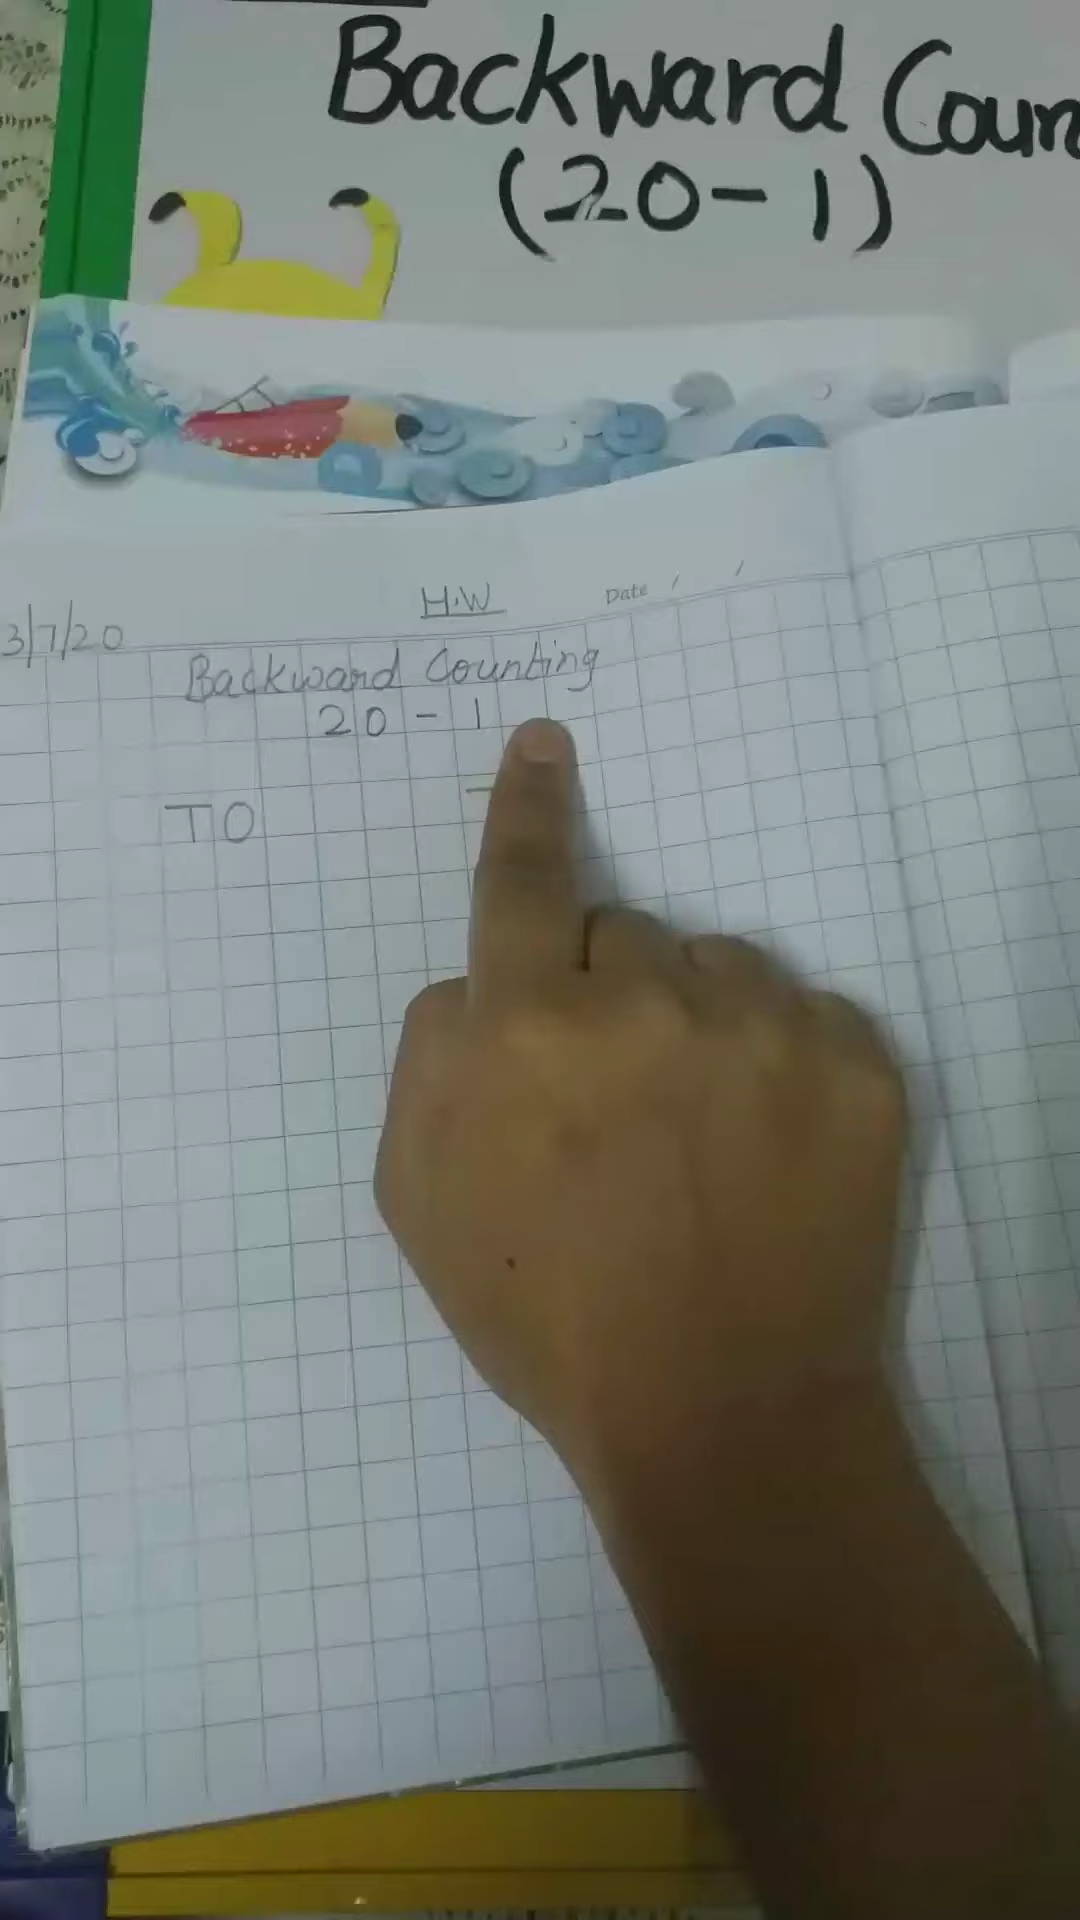 Backward Coun
(20-1)
H.W
Date / /
3/7/20
Backward Counting
20 - 1
TO T